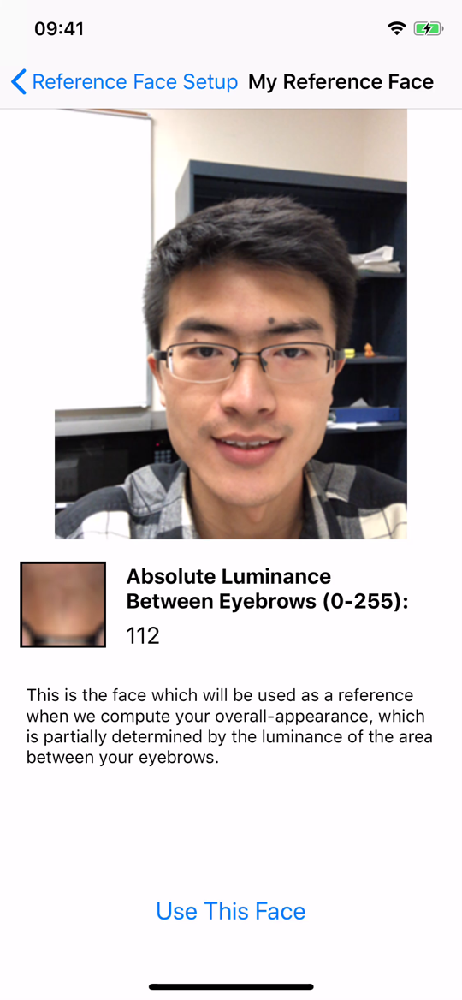 09:41
Reference Face Setup My Reference Face
Absolute Luminance
Between Eyebrows (0-255):
112
This is the face which will be used as a reference
when we compute your overall-appearance, which
is partially determined by the luminance of the area
between your eyebrows.
Use This Face